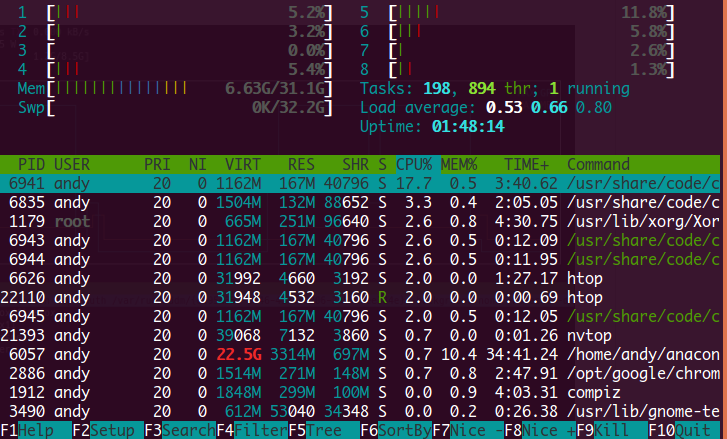 1 [||| 5.2%] 5 [||||| 11.8%]
2 [| 3.2%] 6 [||| 5.8%]
3 [ 0.0%] 7 [| 2.6%]
4 [||| 5.4%] 8 [|| 1.3%]
Mem[||||||||||||||||| 6.63G/31.1G] Tasks: 198, 894 thr; 1 running
Swp[ 0K/32.2G] Load average: 0.53 0.66 0.80
Uptime: 01:48:14
PID USER PRI NI VIRT RES SHR S CPU% MEM% TIME+ Command
6941 andy 20 0 1162M 167M 40796 S 17.7 0.5 3:40.62 /usr/share/code/c
6835 andy 20 0 1504M 132M 88652 S 3.3 0.4 2:05.05 /usr/share/code/c
1179 root 20 0 665M 251M 96640 S 2.6 0.8 4:30.75 /usr/lib/xorg/Xor
6943 andy 20 0 1162M 167M 40796 S 2.6 0.5 0:12.09 /usr/share/code/c
6944 andy 20 0 1162M 167M 40796 S 2.6 0.5 0:11.95 /usr/share/code/c
6626 andy 20 0 31992 4660 3192 S 2.0 0.0 1:27.17 htop
22110 andy 20 0 31948 4532 3160 R 2.0 0.0 0:00.69 htop
6945 andy 20 0 1162M 167M 40796 S 2.0 0.5 0:12.05 /usr/share/code/c
21393 andy 20 0 39068 7132 3860 S 0.7 0.0 0:01.26 nvtop
6057 andy 20 0 22.5G 3314M 697M S 0.7 10.4 34:41.24 /home/andy/anacon
2886 andy 20 0 1514M 271M 148M S 0.7 0.8 2:47.91 /opt/google/chrom
1912 andy 20 0 1848M 299M 100M S 0.0 0.9 4:03.31 compiz
3490 andy 20 0 612M 53040 34348 S 0.0 0.2 0:26.38 /usr/lib/gnome-te
F1Help F2Setup F3Search F4Filter F5Tree F6SortBy F7Nice -F8Nice +F9Kill F10Quit